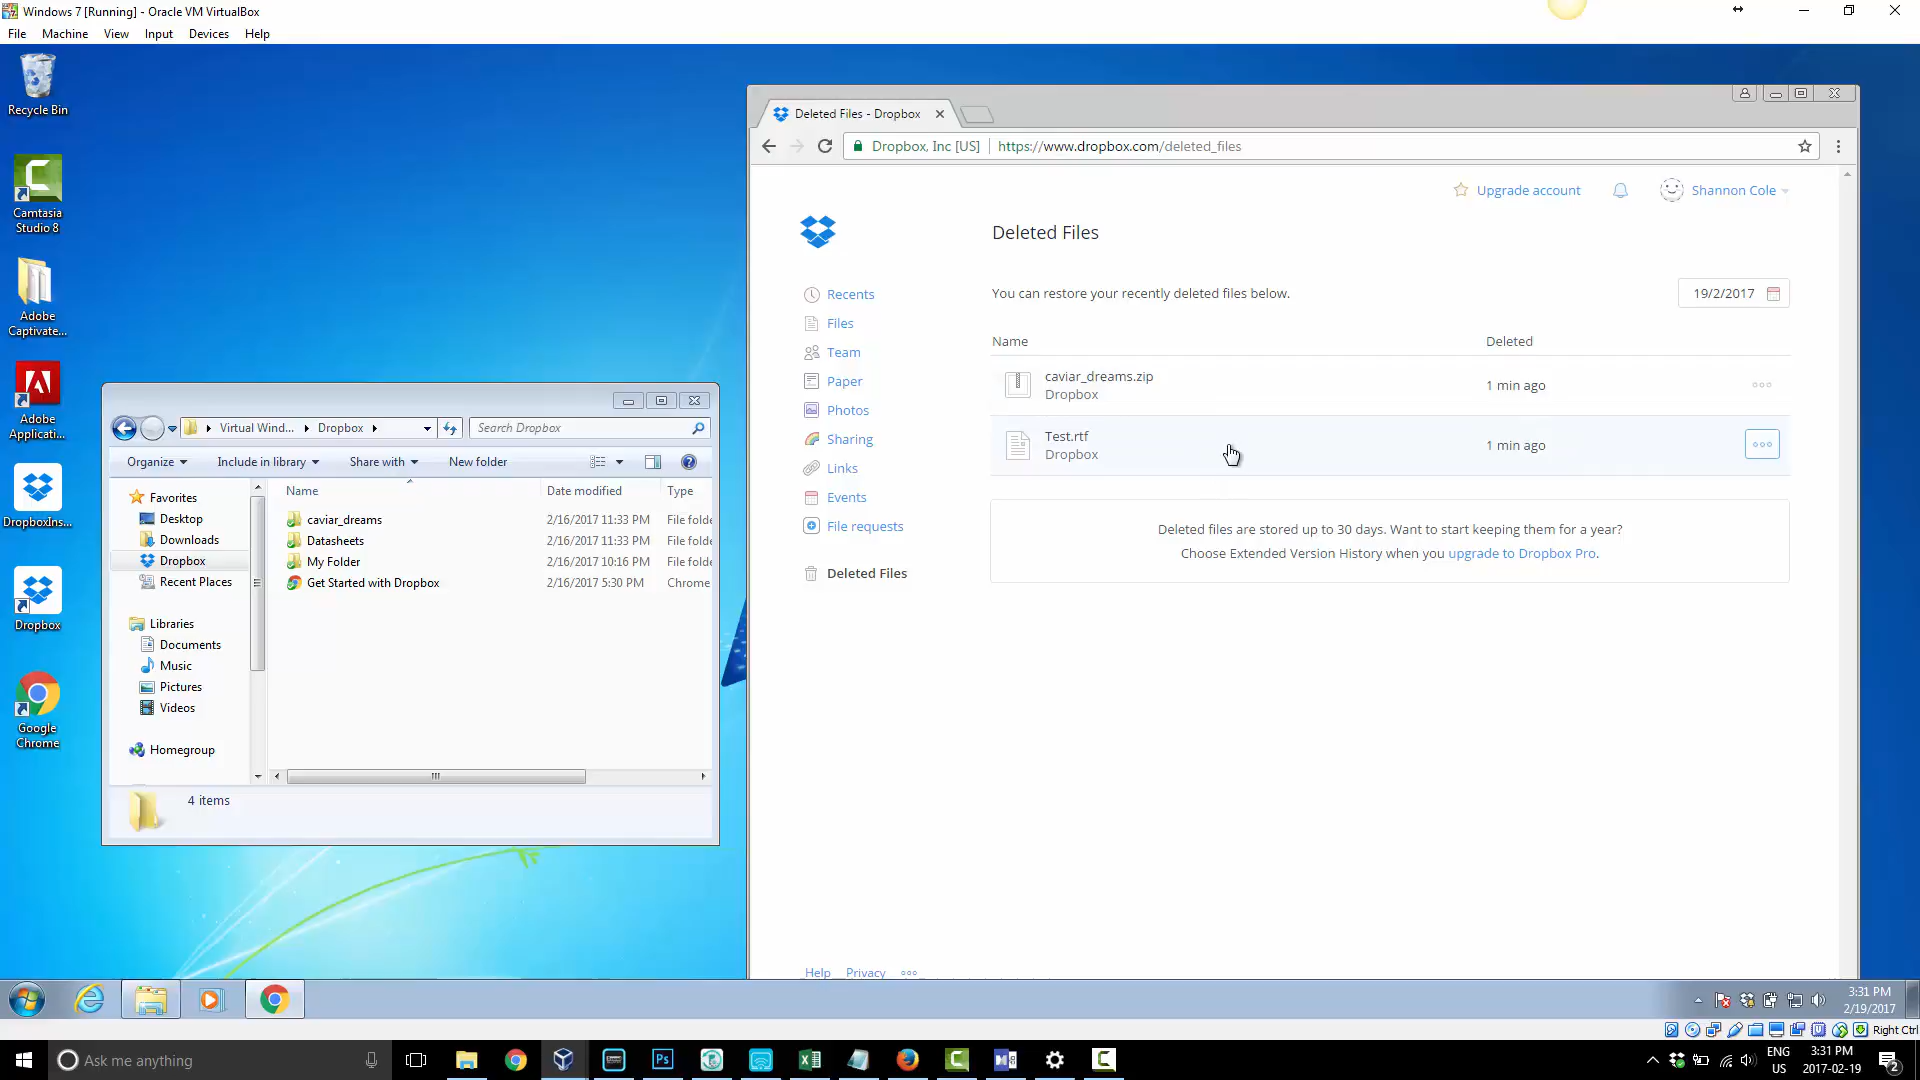 Windows 7 [Running] - Oracle VM VirtualBox
File Machine View Input Devices Help
Recycle Bin
Camtasia
Studio 8
Adobe
Captivate...
Adobe
Applicati...
DropboxIns...
Dropbox
Google
Chrome
Virtual Wind... Dropbox
Search Dropbox
Organize Include in library Share with New folder
Name Date modified Type
Favorites
Desktop
Downloads
Dropbox
Recent Places
Libraries
Documents
Music
Pictures
Videos
Homegroup
caviar_dreams 2/16/2017 11:33 PM File folde
Datasheets 2/16/2017 11:33 PM File folde
My Folder 2/16/2017 10:16 PM File folde
Get Started with Dropbox 2/16/2017 5:30 PM Chrome
4 items
Deleted Files - Dropbox
Dropbox, Inc [US] https://www.dropbox.com/deleted_files
Upgrade account
Shannon Cole
Recents
Files
Team
Paper
Photos
Sharing
Links
Events
File requests
Deleted Files
Deleted Files
You can restore your recently deleted files below.
19/2/2017
Name Deleted
caviar_dreams.zip
Dropbox
1 min ago
Test.rtf
Dropbox
1 min ago
Deleted files are stored up to 30 days. Want to start keeping them for a year?
Choose Extended Version History when you upgrade to Dropbox Pro.
Help Privacy
3:31 PM
2/19/2017
Right Ctrl
Ask me anything
Ps
ENG
US
3:31 PM
2017-02-19
2